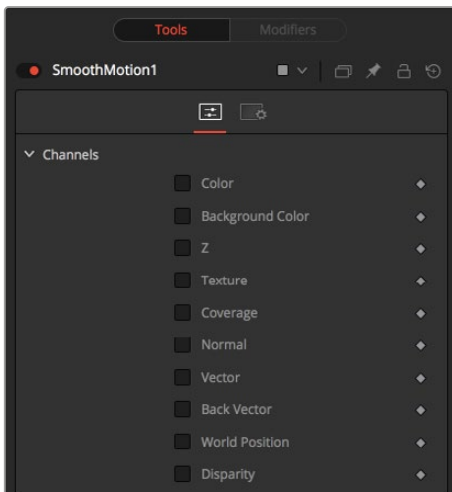 Tools Modifiers
SmoothMotion1
Channels
Color
Background Color
Z
Texture
Coverage
Normal
Vector
Back Vector
World Position
Disparity